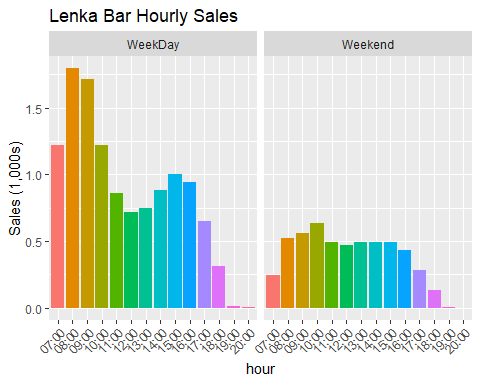 Lenka Bar Hourly Sales
WeekDay Weekend
Sales (1,000s)
1.5
1.0
0.5
0.0
07:00 08:00 09:00 10:00 11:00 12:00 13:00 14:00 15:00 16:00 17:00 18:00 19:00 20:00 07:00 08:00 09:00 10:00 11:00 12:00 13:00 14:00 15:00 16:00 17:00 18:00 19:00 20:00
hour